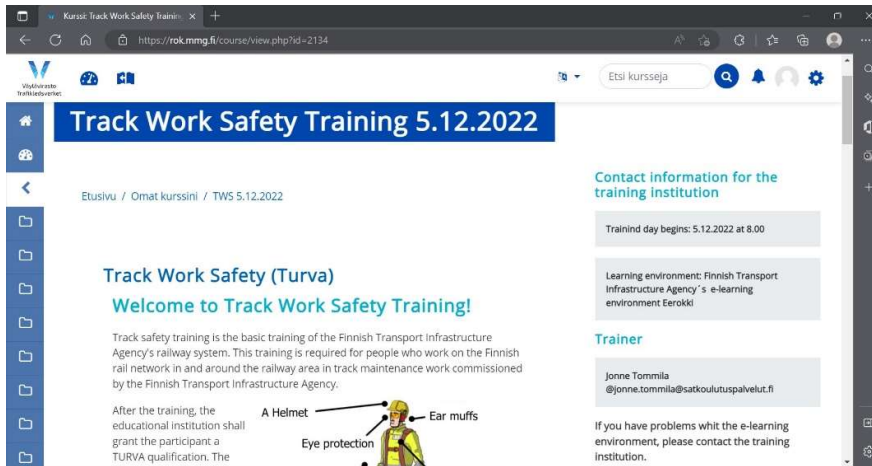 Kurssi: Track Work Safety Trainin
https://rok.mmg.fi/course/view.php?id=2134
Väylävirasto
Trafikledsverket
Etsi kursseja
Track Work Safety Training 5.12.2022
Etusivu / Omat kurssini / TWS 5.12.2022
Track Work Safety (Turva)
Welcome to Track Work Safety Training!
Track safety training is the basic training of the Finnish Transport Infrastructure
Agency's railway system. This training is required for people who work on the Finnish
rail network in and around the railway area in track maintenance work commissioned
by the Finnish Transport Infrastructure Agency.
After the training, the
educational institution shall
grant the participant a
TURVA qualification. The
A Helmet
Ear muffs
Eye protection
Contact information for the
training institution
Trainind day begins: 5.12.2022 at 8.00
Learning environment: Finnish Transport
Infrastructure Agency´s e-learning
environment Eerokki
Trainer
Jonne Tommila
@jonne.tommila@satkoulutuspalvelut.fi
If you have problems whit the e-learning
environment, please contact the training
institution.